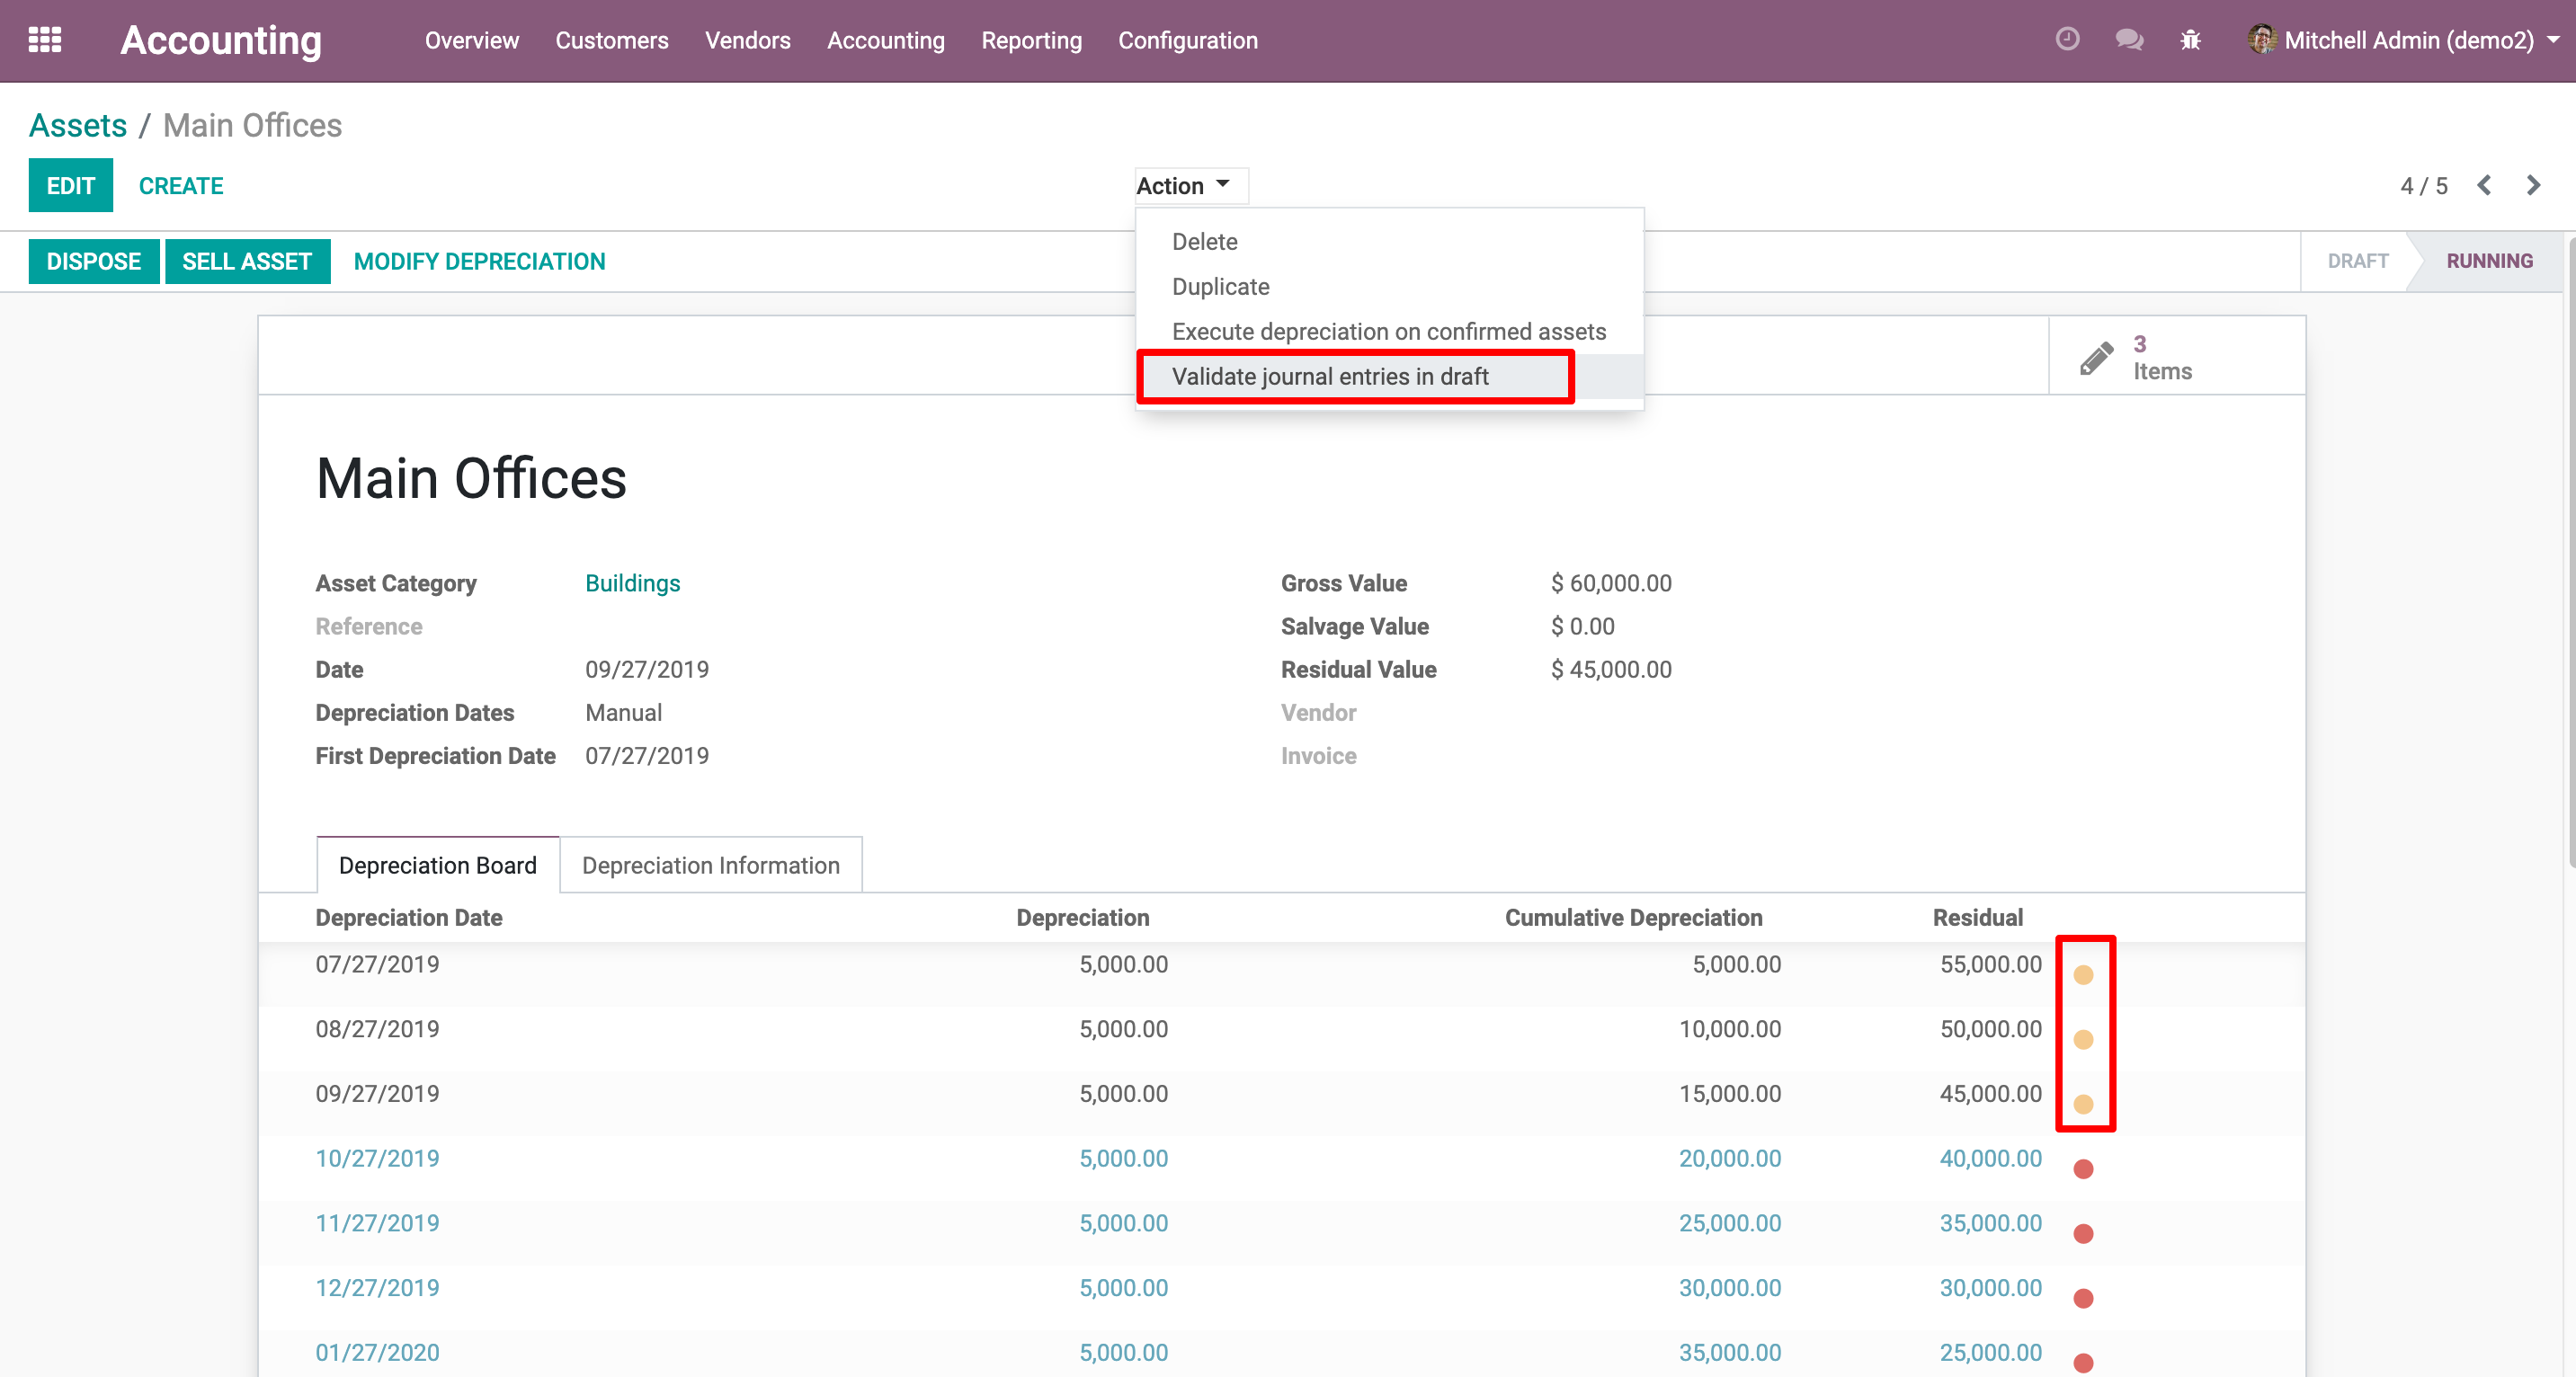 Accounting Overview Customers Vendors Accounting Reporting Configuration Mitchell Admin (demo2)
Assets / Main Offices
EDIT CREATE Action 4 / 5
Delete
Duplicate
Execute depreciation on confirmed assets
Validate journal entries in draft
DISPOSE SELL ASSET MODIFY DEPRECIATION DRAFT RUNNING
3
Items
Main Offices
Asset Category Buildings Gross Value $ 60,000.00
Reference Salvage Value $ 0.00
Date 09/27/2019 Residual Value $ 45,000.00
Depreciation Dates Manual Vendor
First Depreciation Date 07/27/2019 Invoice
Depreciation Board Depreciation Information
Depreciation Date Depreciation Cumulative Depreciation Residual
07/27/2019 5,000.00 5,000.00 55,000.00
08/27/2019 5,000.00 10,000.00 50,000.00
09/27/2019 5,000.00 15,000.00 45,000.00
10/27/2019 5,000.00 20,000.00 40,000.00
11/27/2019 5,000.00 25,000.00 35,000.00
12/27/2019 5,000.00 30,000.00 30,000.00
01/27/2020 5,000.00 35,000.00 25,000.00